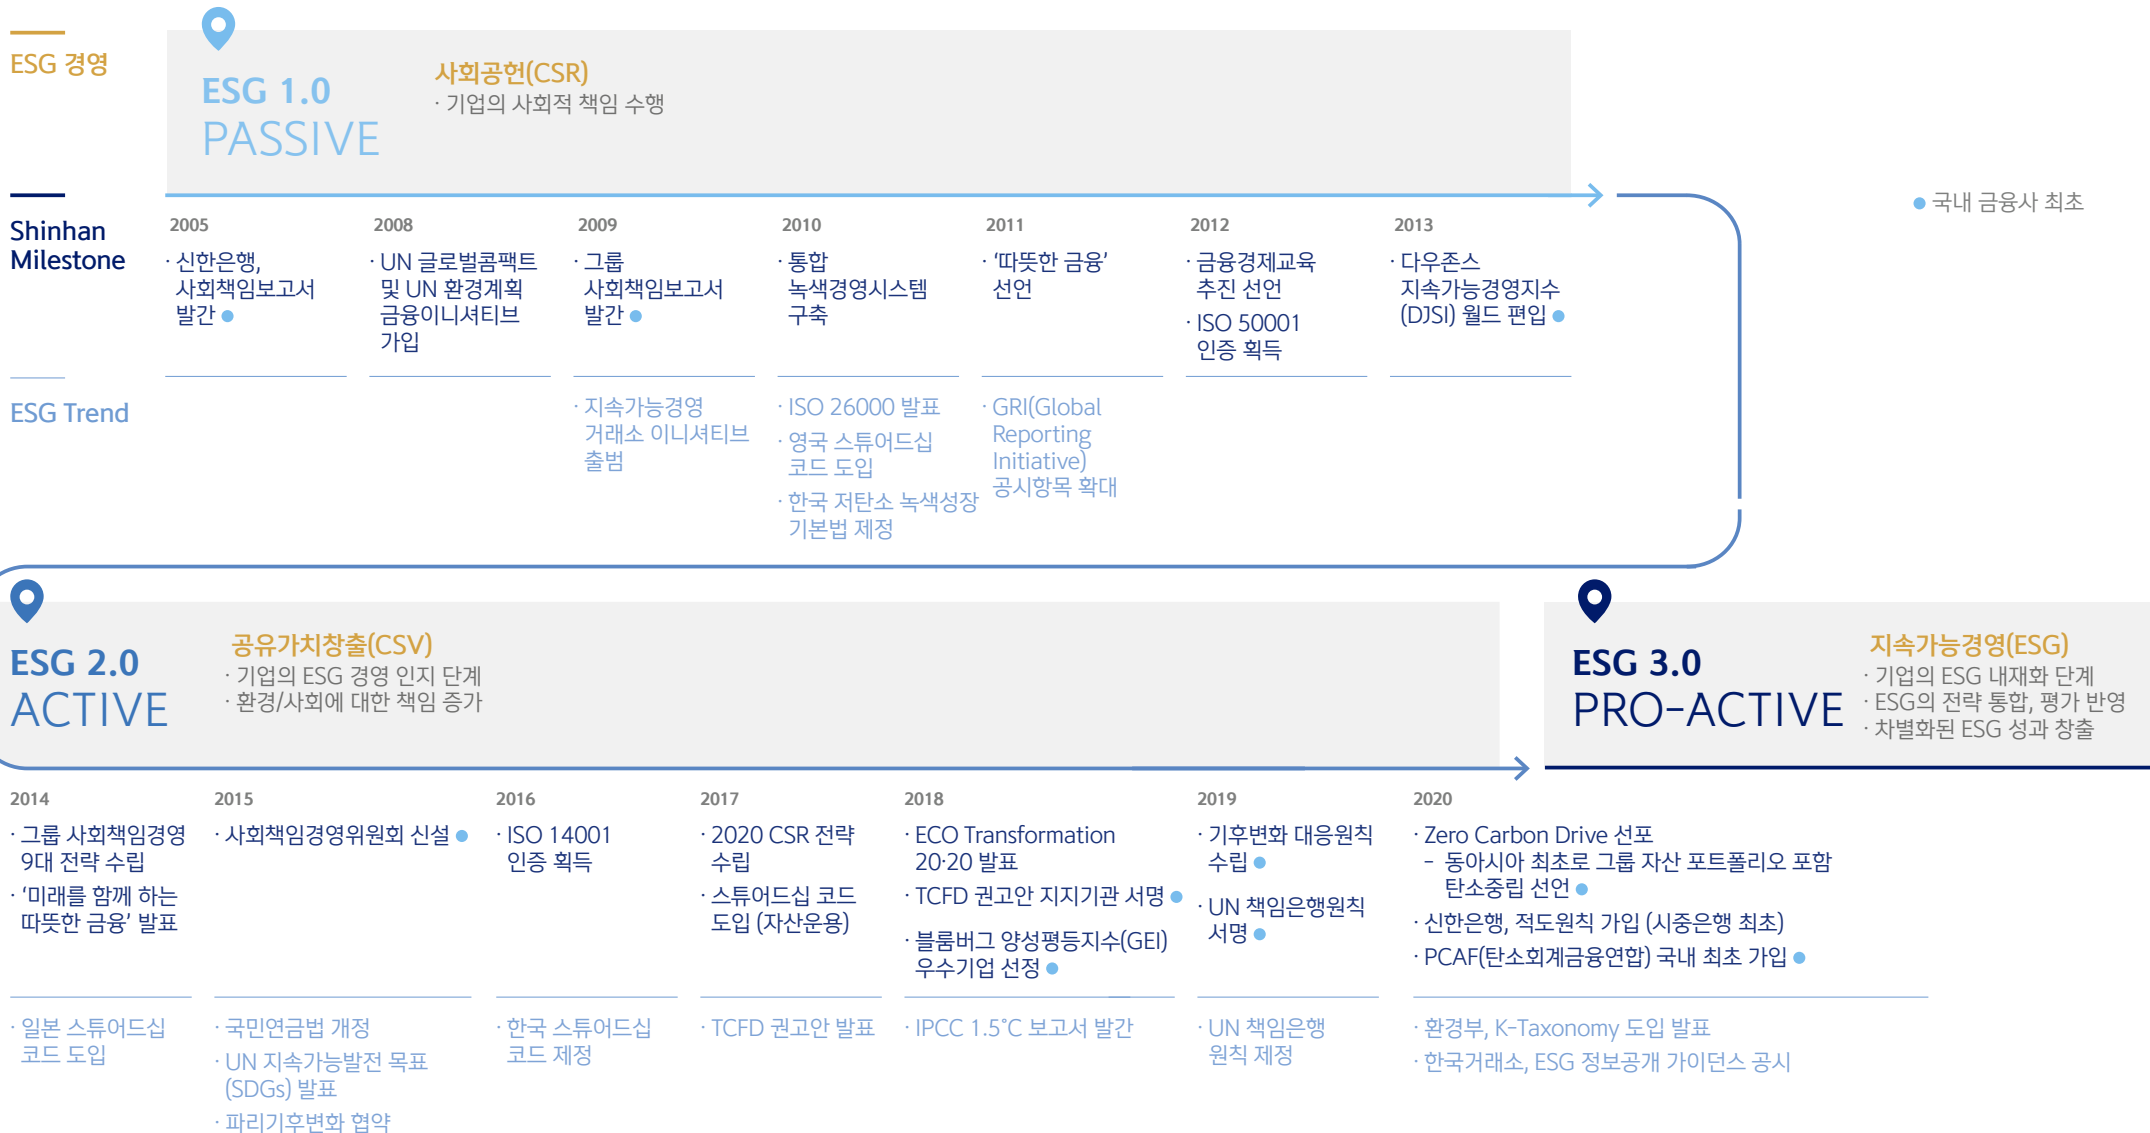 ESG 경영
ESG 1.0
PASSIVE
사회공헌(CSR)
· 기업의 사회적 책임 수행
Shinhan
Milestone
● 국내 금융사 최초
2005
· 신한은행,
사회책임보고서
발간 ●
2008
· UN 글로벌콤팩트
및 UN 환경계획
금융이니셔티브
가입
2009
· 그룹
사회책임보고서
발간 ●
2010
· 통합
녹색경영시스템
구축
2011
· ‘따뜻한 금융’
선언
2012
· 금융경제교육
추진 선언
· ISO 50001
인증 획득
2013
· 다우존스
지속가능경영지수
(DJSI) 월드 편입 ●
ESG Trend
· 지속가능경영
거래소 이니셔티브
출범
· ISO 26000 발표
· 영국 스튜어드십
코드 도입
· 한국 저탄소 녹색성장
기본법 제정
· GRI(Global
Reporting
Initiative)
공시항목 확대
ESG 2.0
ACTIVE
공유가치창출(CSV)
· 기업의 ESG 경영 인지 단계
· 환경/사회에 대한 책임 증가
ESG 3.0
PRO-ACTIVE
지속가능경영(ESG)
· 기업의 ESG 내재화 단계
· ESG의 전략 통합, 평가 반영
· 차별화된 ESG 성과 창출
2014
· 그룹 사회책임경영
9대 전략 수립
· ‘미래를 함께 하는
따뜻한 금융’ 발표
2015
· 사회책임경영위원회 신설 ●
2016
· ISO 14001
인증 획득
2017
· 2020 CSR 전략
수립
· 스튜어드십 코드
도입 (자산운용)
2018
· ECO Transformation
20·20 발표
· TCFD 권고안 지지기관 서명 ●
· 블룸버그 양성평등지수(GEI)
우수기업 선정 ●
2019
· 기후변화 대응원칙
수립 ●
· UN 책임은행원칙
서명 ●
2020
· Zero Carbon Drive 선포
- 동아시아 최초로 그룹 자산 포트폴리오 포함
탄소중립 선언 ●
· 신한은행, 적도원칙 가입 (시중은행 최초)
· PCAF(탄소회계금융연합) 국내 최초 가입 ●
· 일본 스튜어드십
코드 도입
· 국민연금법 개정
· UN 지속가능발전 목표
(SDGs) 발표
· 파리기후변화 협약
· 한국 스튜어드십
코드 제정
· TCFD 권고안 발표
· IPCC 1.5°C 보고서 발간
· UN 책임은행
원칙 제정
· 환경부, K-Taxonomy 도입 발표
· 한국거래소, ESG 정보공개 가이던스 공시